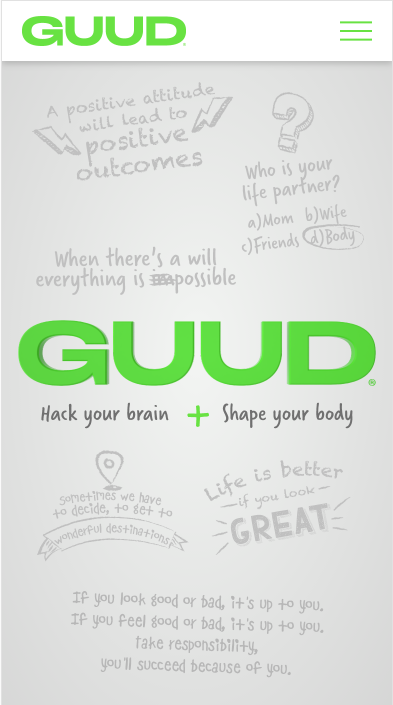 GUUD
A positive attitude
will lead to
positive
outcomes
?
Who is your
life partner?
a)Mom b)Wife
c)Friends d)Body
When there's a will
everything is impossible
GUUD®
Hack your brain + Shape your body
sometimes we have
to decide, to get to
wonderful destinations
Life is better
if you look
GREAT
If you look good or bad, it's up to you.
If you feel good or bad, it's up to you.
take responsibility,
you'll succeed because of you.